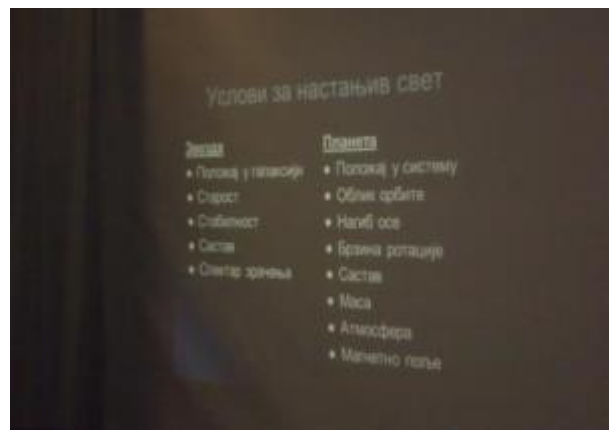 Услови за настањив свет
Звезда
• Положај у галаксији
• Старост
• Стабилност
• Састав
• Спектар зрачења
Планета
• Положај у систему
• Облик орбите
• Нагиб осе
• Брзина ротације
• Састав
• Маса
• Атмосфера
• Магнетно поље